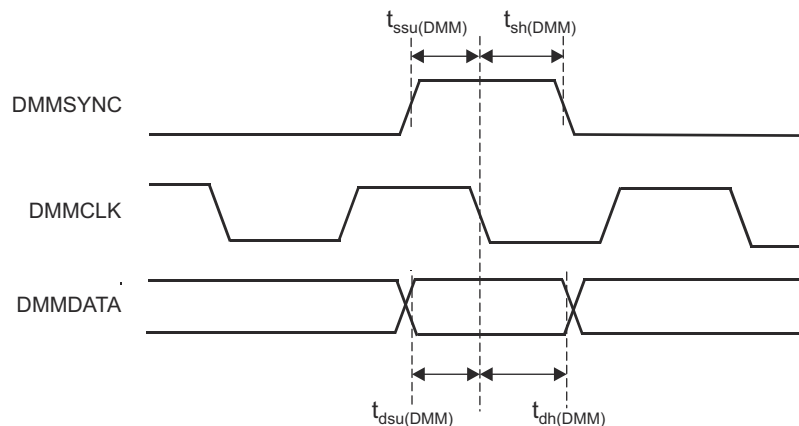 tssu(DMM) tsh(DMM)
DMMSYNC
DMMCLK
DMMDATA
tdsu(DMM) tdh(DMM)